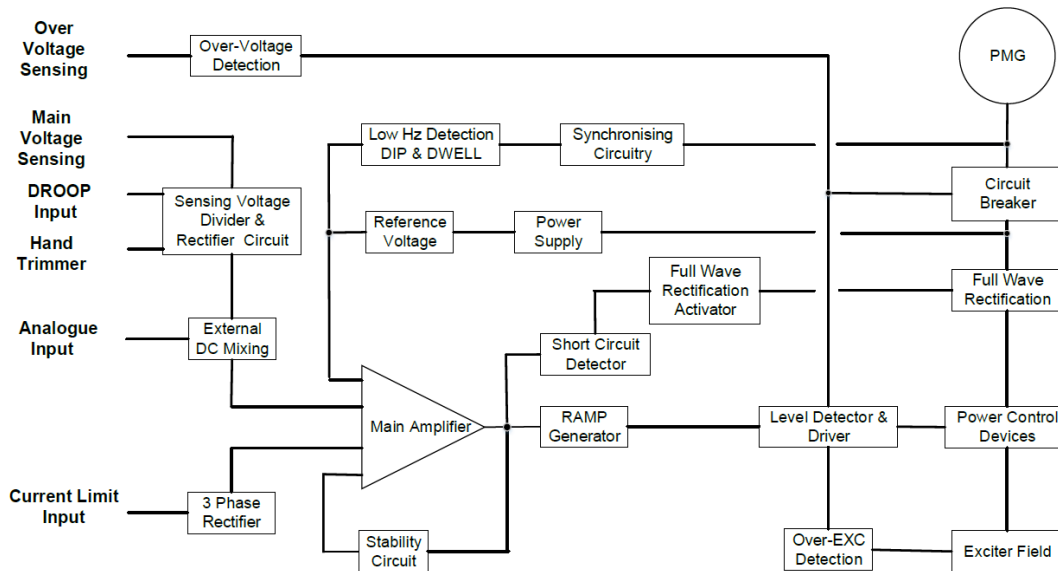 Over
Voltage
Sensing
Over-Voltage
Detection
PMG
Main
Voltage
Sensing
Low Hz Detection
DIP & DWELL
Synchronising
Circuitry
DROOP
Input
Sensing Voltage
Divider &
Rectifier Circuit
Circuit
Breaker
Hand
Trimmer
Reference
Voltage
Power
Supply
Full Wave
Rectification
Activator
Full Wave
Rectification
Analogue
Input
External
DC Mixing
Short Circuit
Detector
Main Amplifier
RAMP
Generator
Level Detector &
Driver
Power Control
Devices
Current Limit
Input
3 Phase
Rectifier
Stability
Circuit
Over-EXC
Detection
Exciter Field